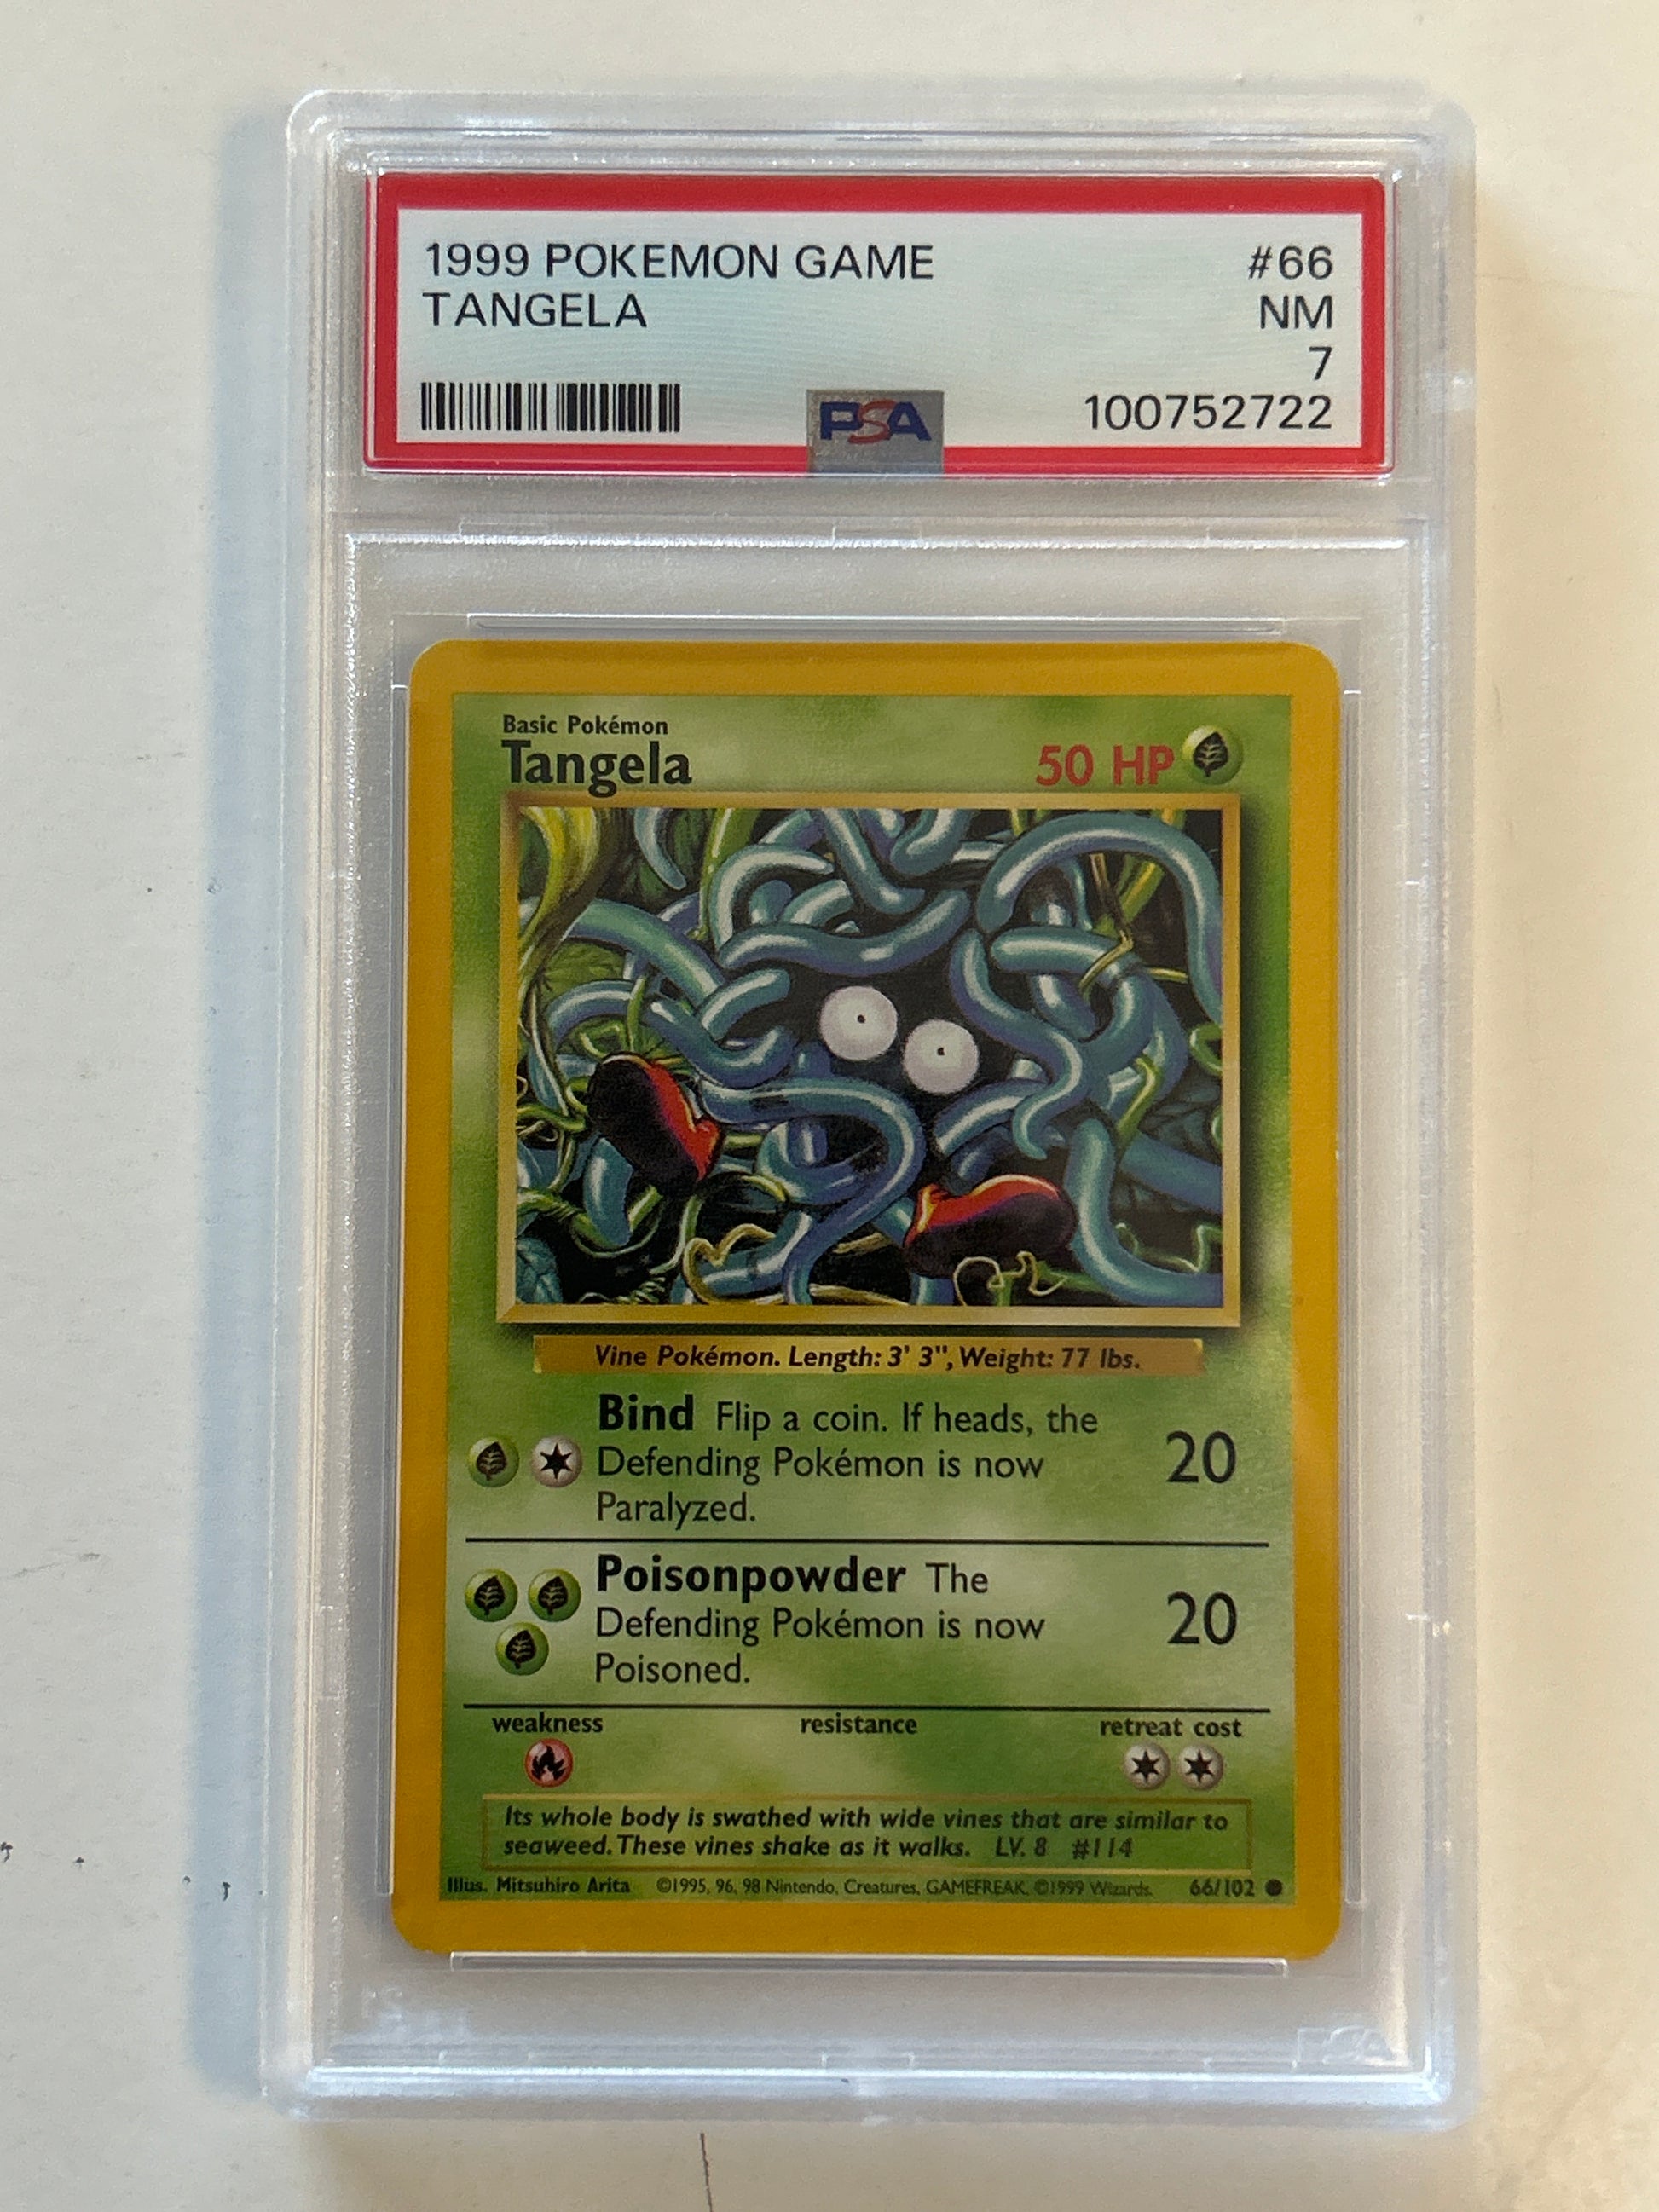 1999 POKEMON GAME #66
TANGELA NM
7
PSA 100752722
Basic Pokémon
Tangela 50 HP
Vine Pokémon. Length: 3' 3", Weight: 77 lbs.
Bind Flip a coin. If heads, the
Defending Pokémon is now 20
Paralyzed.
Poisonpowder The
Defending Pokémon is now 20
Poisoned.
weakness resistance retreat cost
Its whole body is swathed with wide vines that are similar to
seaweed. These vines shake as it walks. LV. 8 #114
Illus. Mitsuhiro Arita ©1995, 96, 98 Nintendo, Creatures, GAMEFREAK. ©1999 Wizards. 66/102
PSA